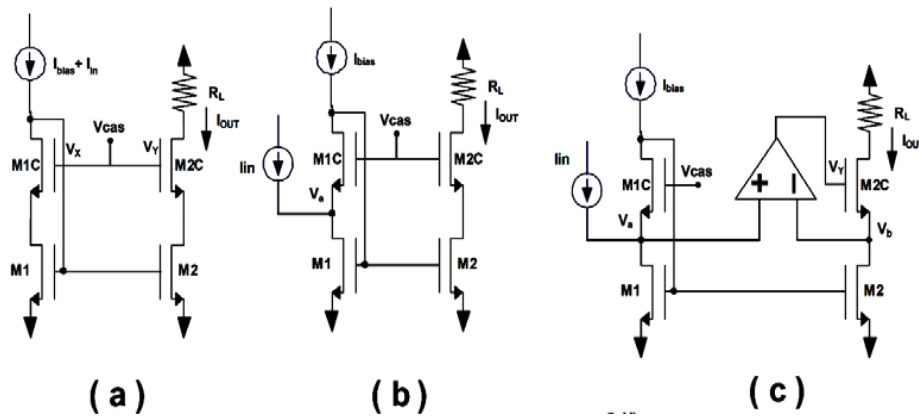 Ibias+ Iin
RL
IOUT
Vcas
VX
VY
M1C
M2C
M1
M2
( a )
Ibias
RL
IOUT
Vcas
Iin
M1C
M2C
Va
M1
M2
( b )
Ibias
RL
IOU
VY
Iin
M1C
Vcas
+
−
M2C
Va
Vb
M1
M2
( c )